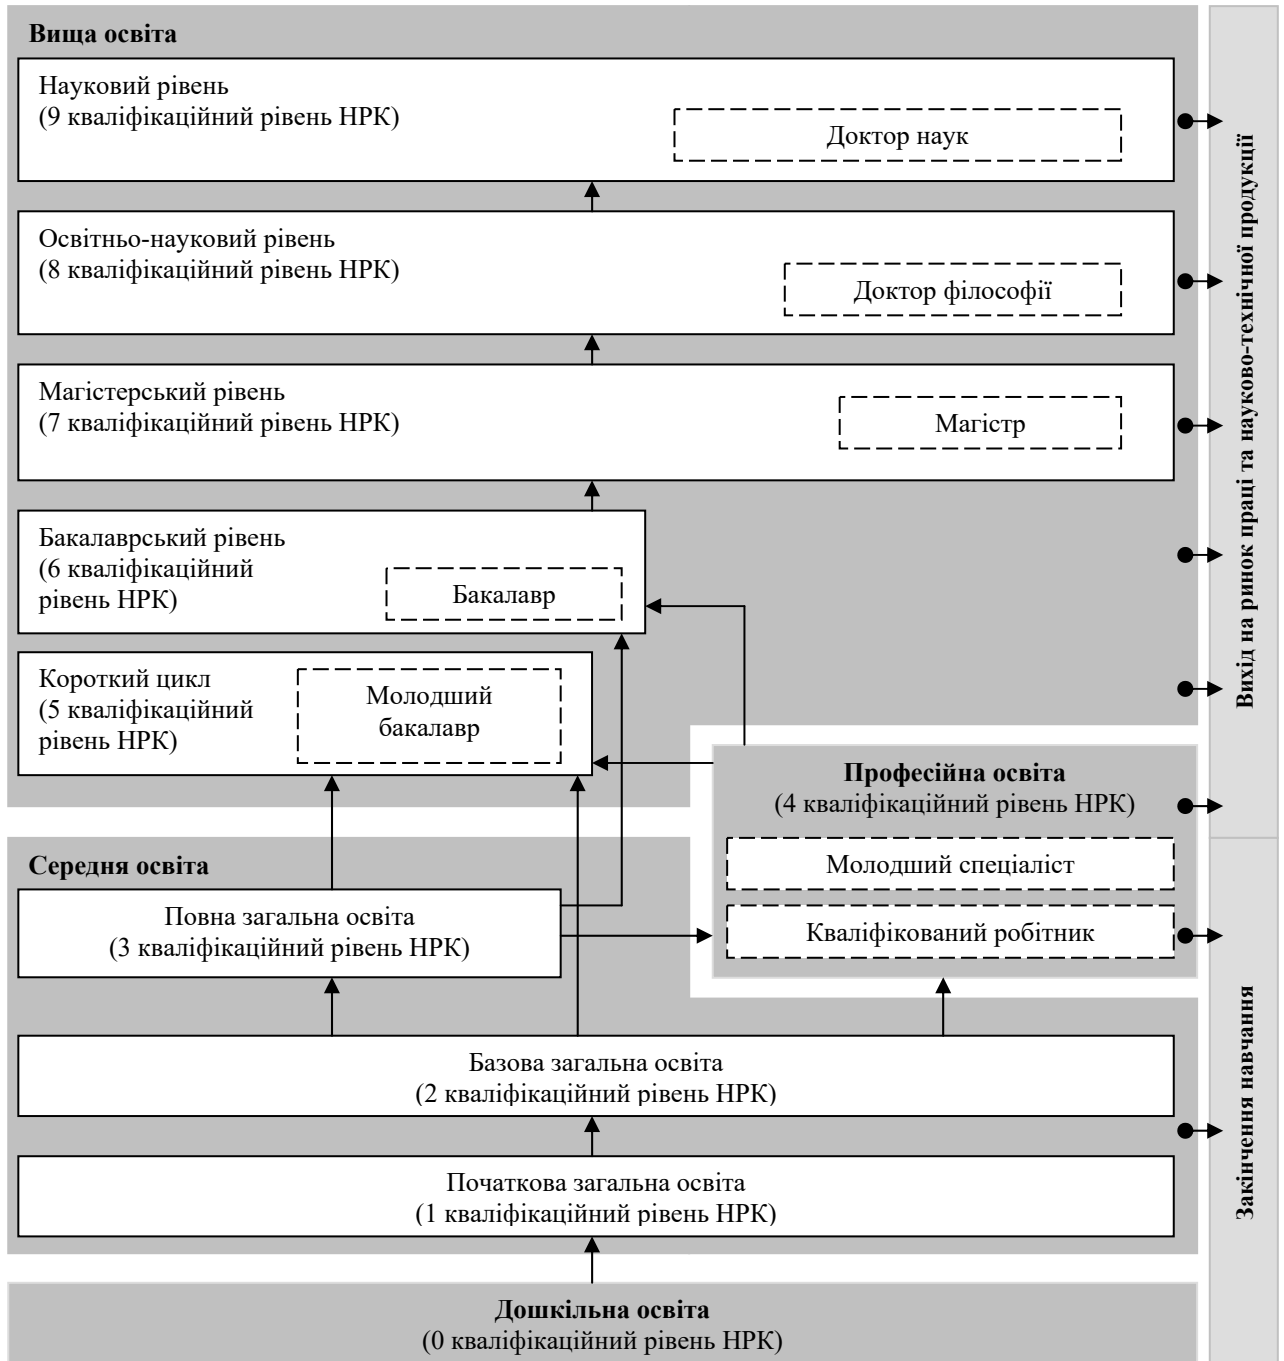 Вища освіта
Науковий рівень
(9 кваліфікаційний рівень НРК)
Доктор наук
Освітньо-науковий рівень
(8 кваліфікаційний рівень НРК)
Доктор філософії
Магістерський рівень
(7 кваліфікаційний рівень НРК)
Магістр
Бакалаврський рівень
(6 кваліфікаційний
рівень НРК)
Бакалавр
Короткий цикл
(5 кваліфікаційний
рівень НРК)
Молодший
бакалавр
Професійна освіта
(4 кваліфікаційний рівень НРК)
Молодший спеціаліст
Кваліфікований робітник
Середня освіта
Повна загальна освіта
(3 кваліфікаційний рівень НРК)
Базова загальна освіта
(2 кваліфікаційний рівень НРК)
Початкова загальна освіта
(1 кваліфікаційний рівень НРК)
Дошкільна освіта
(0 кваліфікаційний рівень НРК)
Вихід на ринок праці та науково-технічної продукції
Закінчення навчання